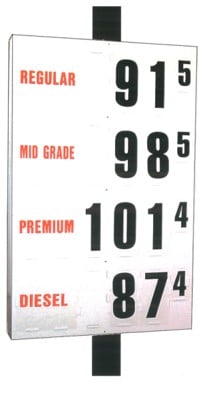 REGULAR 91 5
MID GRADE 98 5
PREMIUM 101 4
DIESEL 87 4